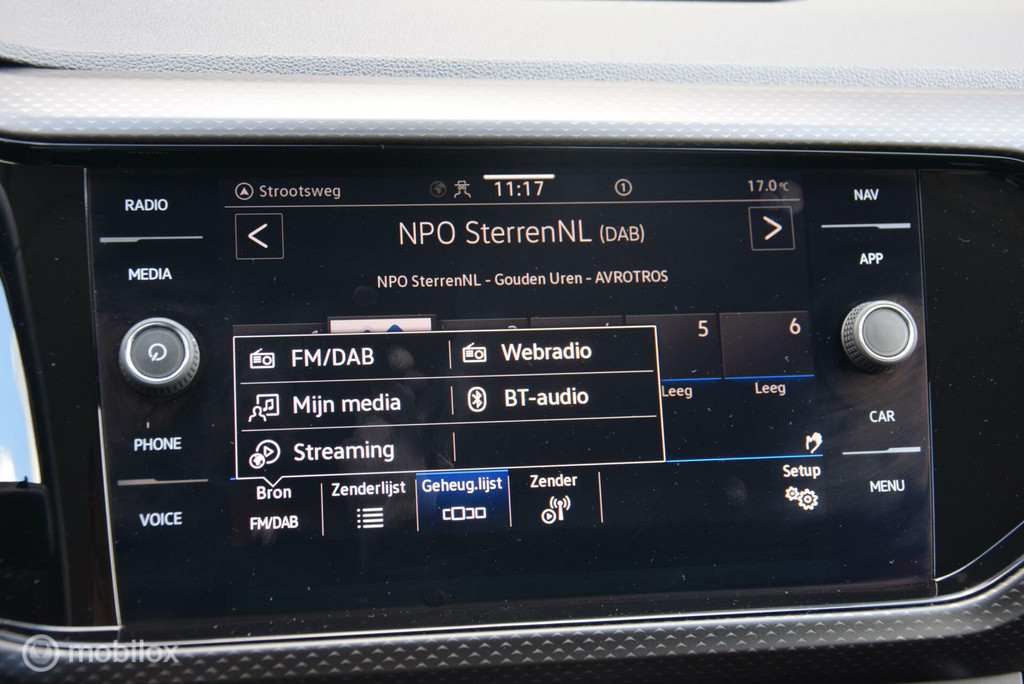 RADIO
MEDIA
PHONE
VOICE
Strootsweg
11:17
1
17.0℃
<
NPO SterrenNL (DAB)
>
NPO SterrenNL - Gouden Uren - AVROTROS
5
6
Leeg
Leeg
FM/DAB
Webradio
Mijn media
BT-audio
Streaming
Bron
FM/DAB
Zenderlijst
Geheug.lijst
Zender
Setup
NAV
APP
CAR
MENU
mobilox